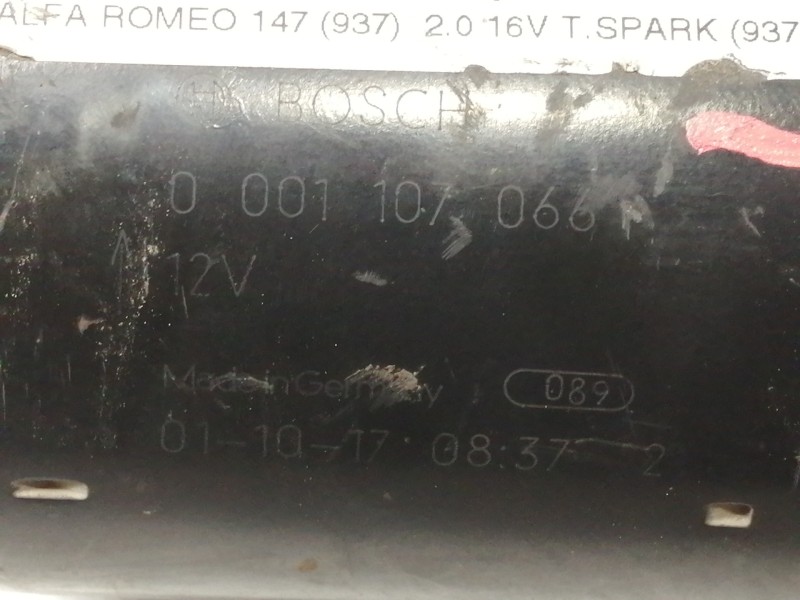 ALFA ROMEO 147 (937) 2.0 16V T.SPARK (937
BOSCH
0 001 107 066
12V
Made in Germany 089
01-10-17 08:37 2